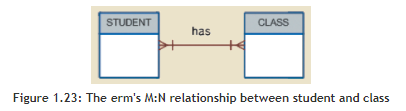 STUDENT
has
CLASS
Figure 1.23: The erm's M:N relationship between student and class